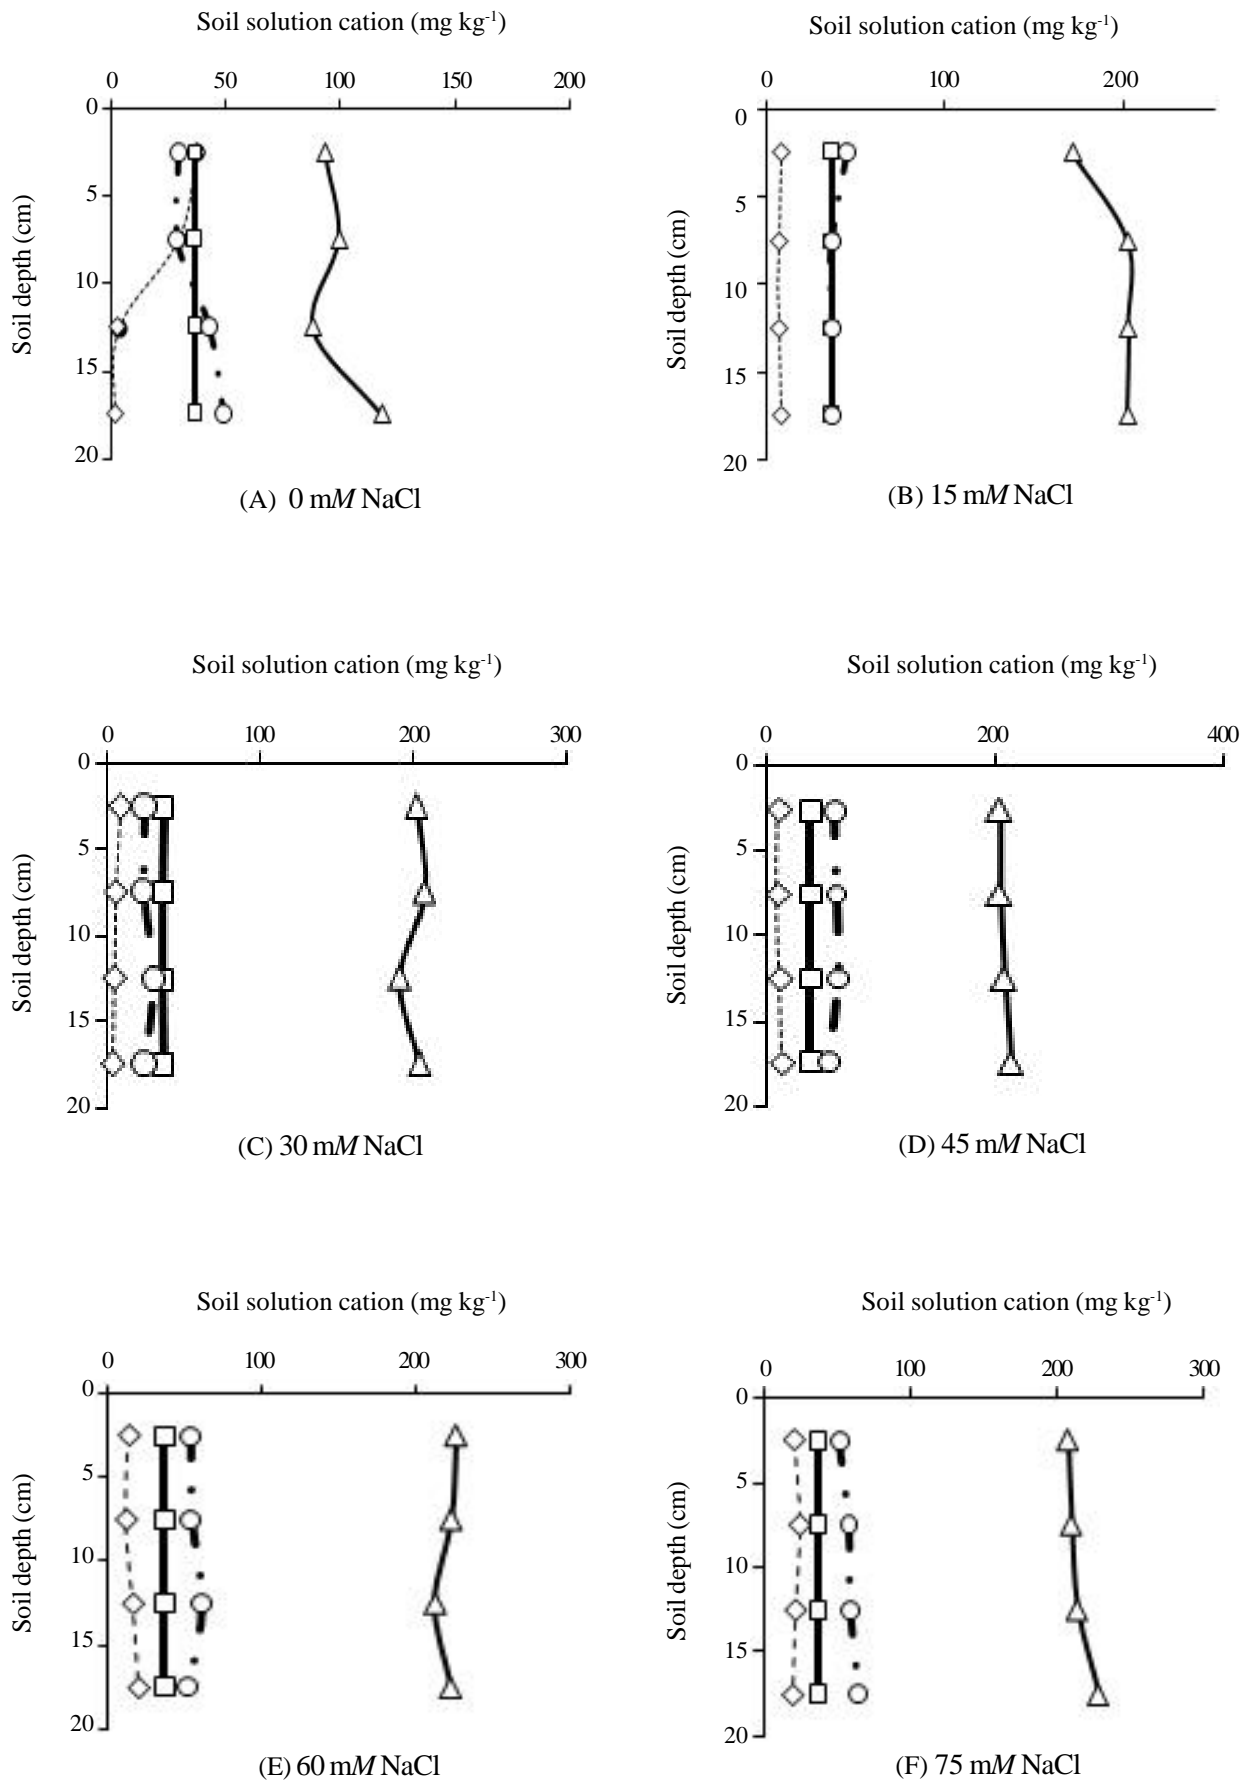 Soil solution cation (mg kg-1)
0 50 100 150 200
0
5
10
15
20
Soil depth (cm)
(A) 0 mM NaCl
Soil solution cation (mg kg-1)
0 100 200
0
5
10
15
20
Soil depth (cm)
(B) 15 mM NaCl
Soil solution cation (mg kg-1)
0 100 200 300
0
5
10
15
20
Soil depth (cm)
(C) 30 mM NaCl
Soil solution cation (mg kg-1)
0 200 400
0
5
10
15
20
Soil depth (cm)
(D) 45 mM NaCl
Soil solution cation (mg kg-1)
0 100 200 300
0
5
10
15
20
Soil depth (cm)
(E) 60 mM NaCl
Soil solution cation (mg kg-1)
0 100 200 300
0
5
10
15
20
Soil depth (cm)
(F) 75 mM NaCl